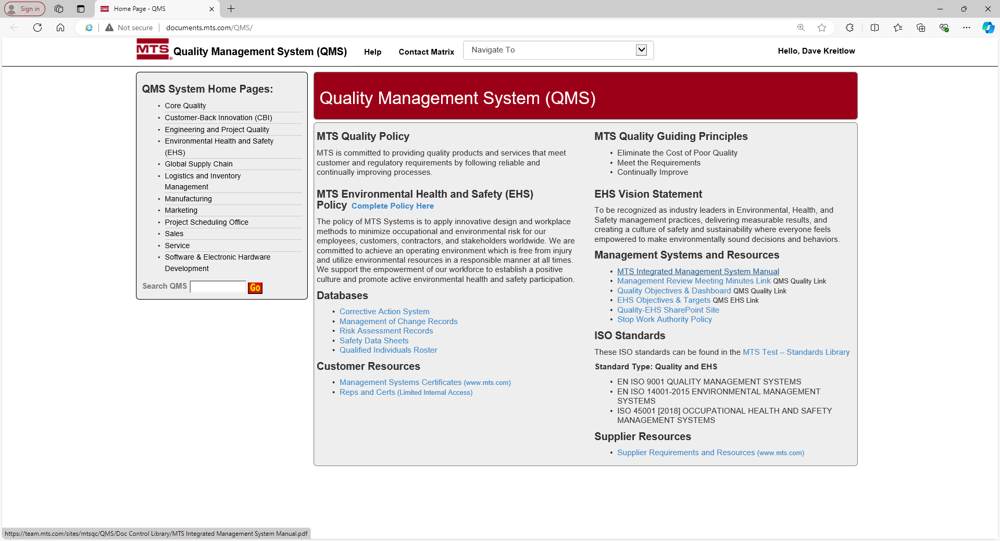 Sign in
Home Page - QMS
Not secure
documents.mts.com/QMS/
MTS
Quality Management System (QMS)
Help
Contact Matrix
Navigate To
Hello, Dave Kreitlow
QMS System Home Pages:
• Core Quality
• Customer-Back Innovation (CBI)
• Engineering and Project Quality
• Environmental Health and Safety
(EHS)
• Global Supply Chain
• Logistics and Inventory
Management
• Manufacturing
• Marketing
• Project Scheduling Office
• Sales
• Service
• Software & Electronic Hardware
Development
Search QMS Go
Quality Management System (QMS)
MTS Quality Policy
MTS is committed to providing quality products and services that meet
customer and regulatory requirements by following reliable and
continually improving processes.
MTS Environmental Health and Safety (EHS)
Policy Complete Policy Here
The policy of MTS Systems is to apply innovative design and workplace
methods to minimize occupational and environmental risk for our
employees, customers, contractors, and stakeholders worldwide. We are
committed to achieve an operating environment which is free from injury
and utilize environmental resources in a responsible manner at all times.
We support the empowerment of our workforce to establish a positive
culture and promote active environmental health and safety participation.
Databases
• Corrective Action System
• Management of Change Records
• Risk Assessment Records
• Safety Data Sheets
• Qualified Individuals Roster
Customer Resources
• Management Systems Certificates (www.mts.com)
• Reps and Certs (Limited Internal Access)
MTS Quality Guiding Principles
• Eliminate the Cost of Poor Quality
• Meet the Requirements
• Continually Improve
EHS Vision Statement
To be recognized as industry leaders in Environmental, Health, and
Safety management practices, delivering measurable results, and
creating a culture of safety and sustainability where everyone feels
empowered to make environmentally sound decisions and behaviors.
Management Systems and Resources
• MTS Integrated Management System Manual
• Management Review Meeting Minutes Link QMS Quality Link
• Quality Objectives & Dashboard QMS Quality Link
• EHS Objectives & Targets QMS EHS Link
• Quality-EHS SharePoint Site
• Stop Work Authority Policy
ISO Standards
These ISO standards can be found in the MTS Test – Standards Library
Standard Type: Quality and EHS
• EN ISO 9001 QUALITY MANAGEMENT SYSTEMS
• EN ISO 14001-2015 ENVIRONMENTAL MANAGEMENT
SYSTEMS
• ISO 45001 [2018] OCCUPATIONAL HEALTH AND SAFETY
MANAGEMENT SYSTEMS
Supplier Resources
• Supplier Requirements and Resources (www.mts.com)
https://team.mts.com/sites/mtsqc/QMS/Doc Control Library/MTS Integrated Management System Manual.pdf